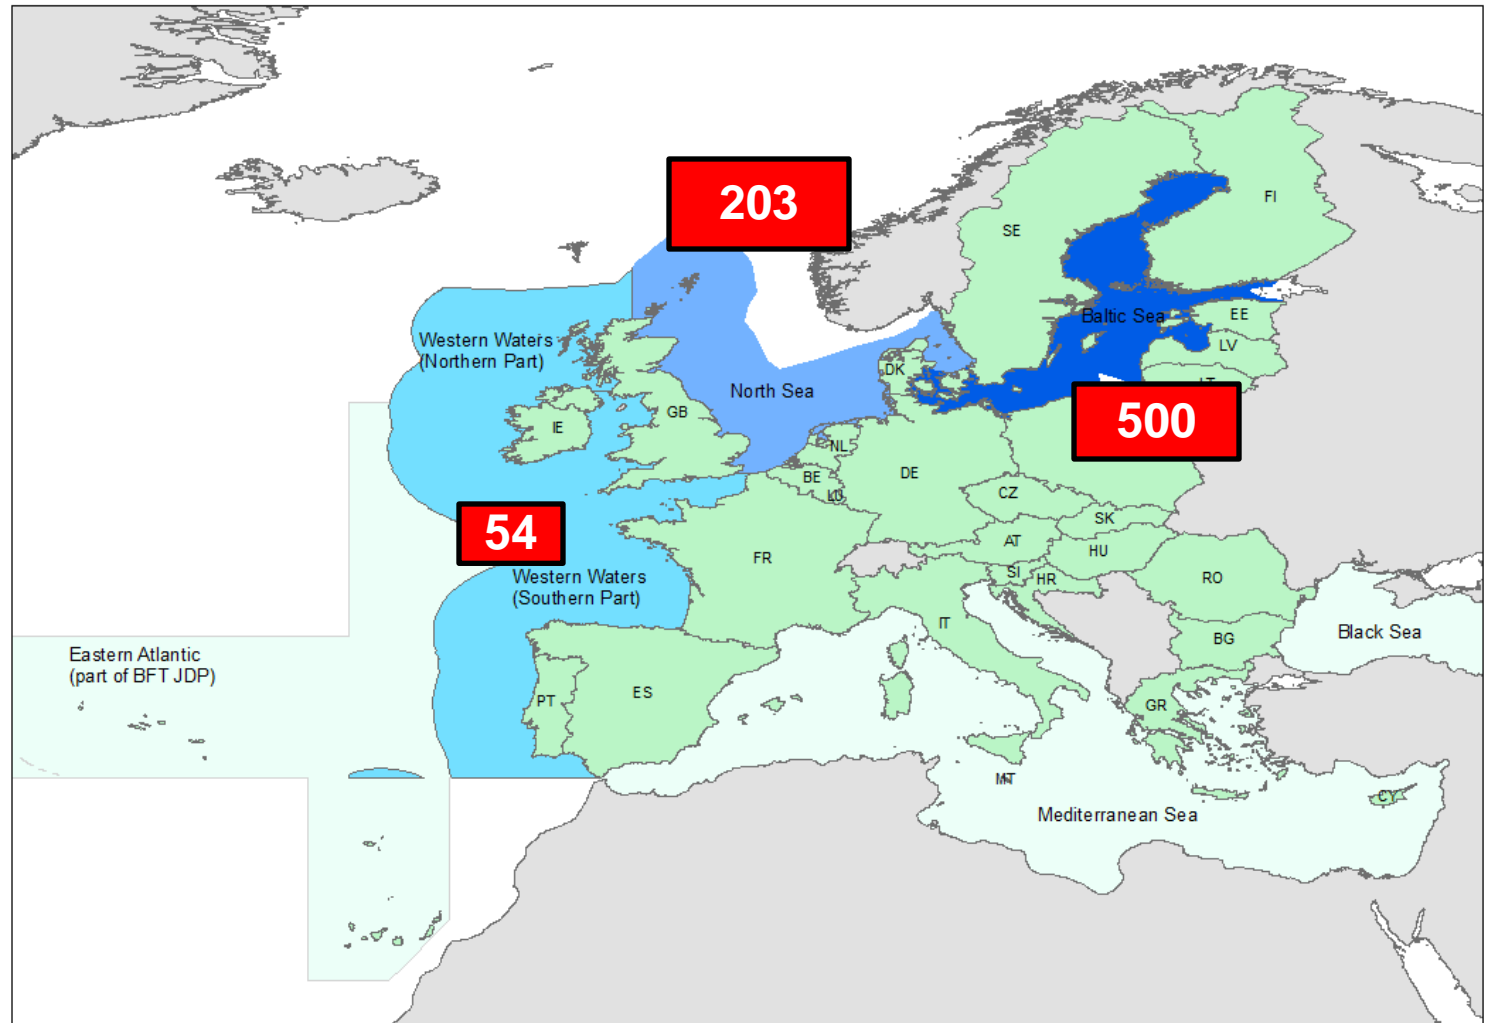 203
FI
SE
Baltic Sea
EE
LV
LT
Western Waters
(Northern Part)
DK
North Sea
GB
IE
500
NL
BE
LU
DE
CZ
SK
54
AT
HU
FR
SI
HR
RO
Western Waters
(Southern Part)
IT
BG
Black Sea
Eastern Atlantic
(part of BFT JDP)
ES
PT
GR
MT
CY
Mediterranean Sea